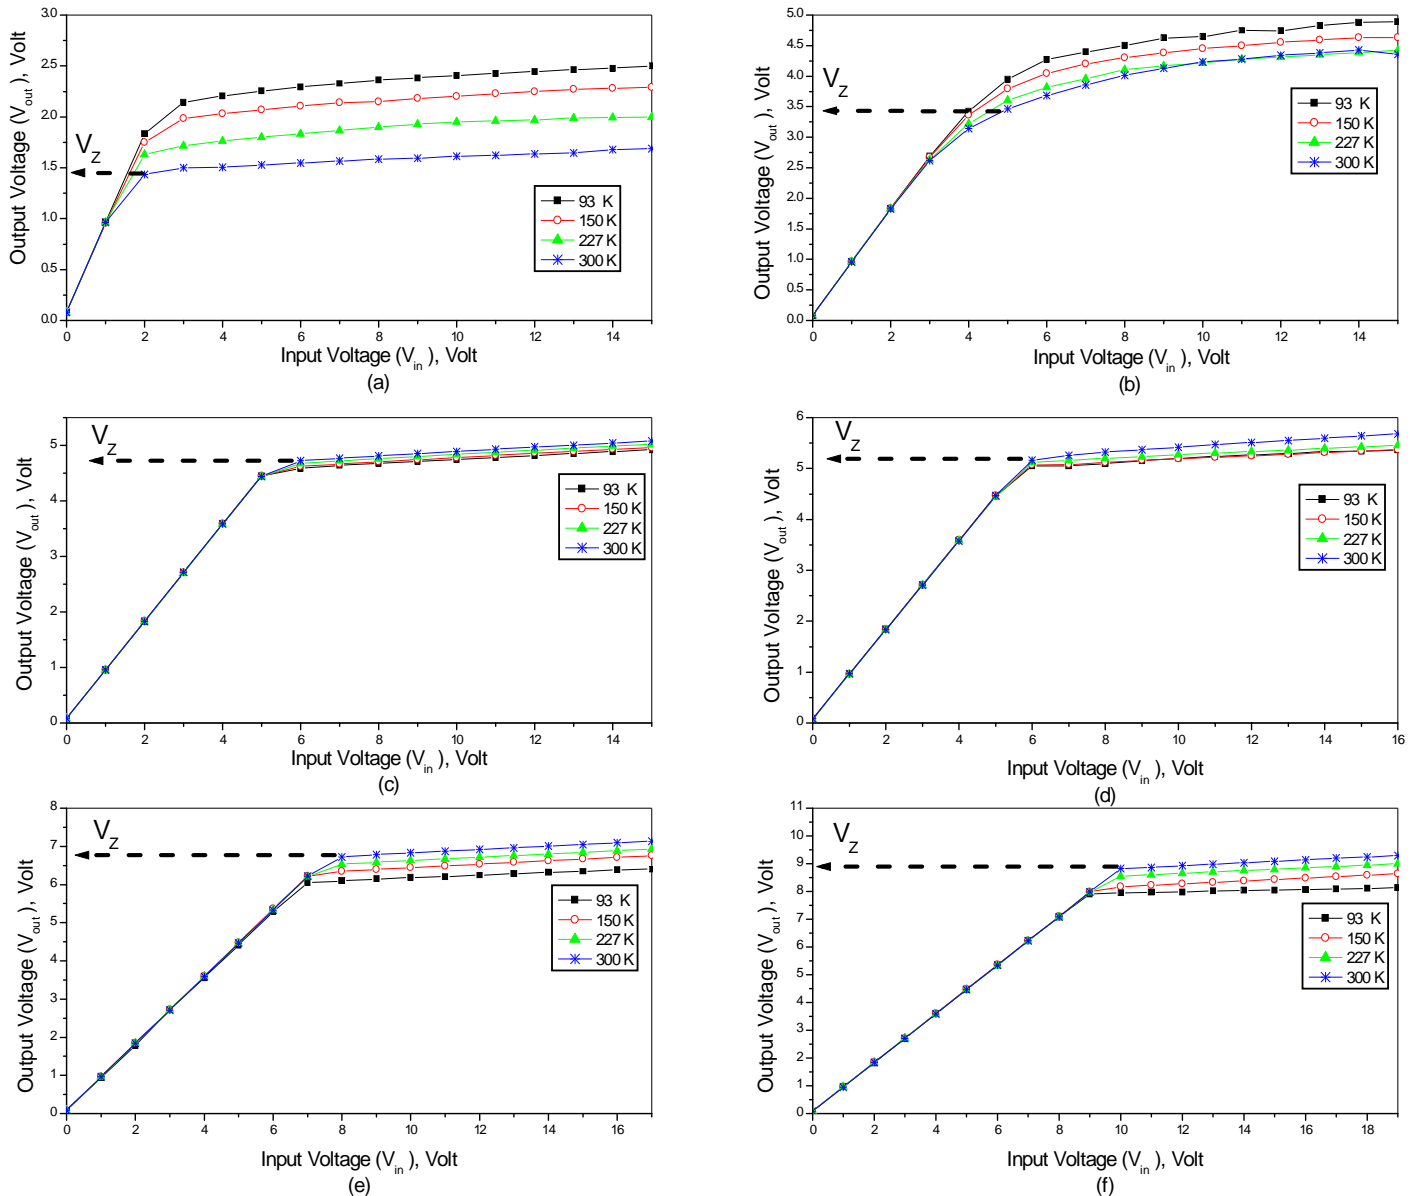 3.0
2.5
2.0
1.5
1.0
0.5
0.0
Output Voltage (Vout), Volt
VZ
93 K
150 K
227 K
300 K
0 2 4 6 8 10 12 14
Input Voltage (Vin), Volt
(a)
5.0
4.5
4.0
3.5
3.0
2.5
2.0
1.5
1.0
0.5
0.0
Output Voltage (Vout), Volt
VZ
93 K
150 K
227 K
300 K
0 2 4 6 8 10 12 14
Input Voltage (Vin), Volt
(b)
5
4
3
2
1
0
Output Voltage (Vout), Volt
VZ
93 K
150 K
227 K
300 K
0 2 4 6 8 10 12 14
Input Voltage (Vin), Volt
(c)
6
5
4
3
2
1
0
Output Voltage (Vout), Volt
VZ
93 K
150 K
227 K
300 K
0 2 4 6 8 10 12 14 16
Input Voltage (Vin), Volt
(d)
8
7
6
5
4
3
2
1
0
Output Voltage (Vout), Volt
VZ
93 K
150 K
227 K
300 K
0 2 4 6 8 10 12 14 16
Input Voltage (Vin), Volt
(e)
11
10
9
8
7
6
5
4
3
2
1
0
Output Voltage (Vout), Volt
VZ
93 K
150 K
227 K
300 K
0 2 4 6 8 10 12 14 16 18
Input Voltage (Vin), Volt
(f)